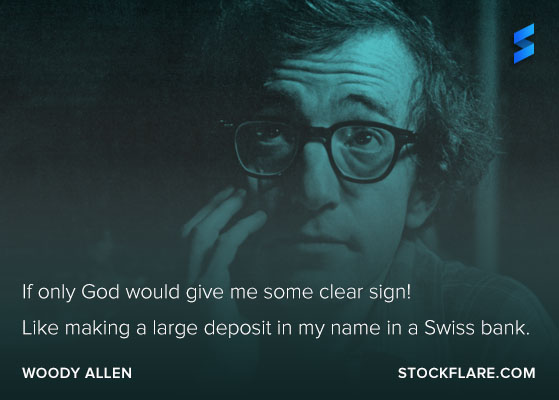 If only God would give me some clear sign!
Like making a large deposit in my name in a Swiss bank.
WOODY ALLEN
STOCKFLARE.COM